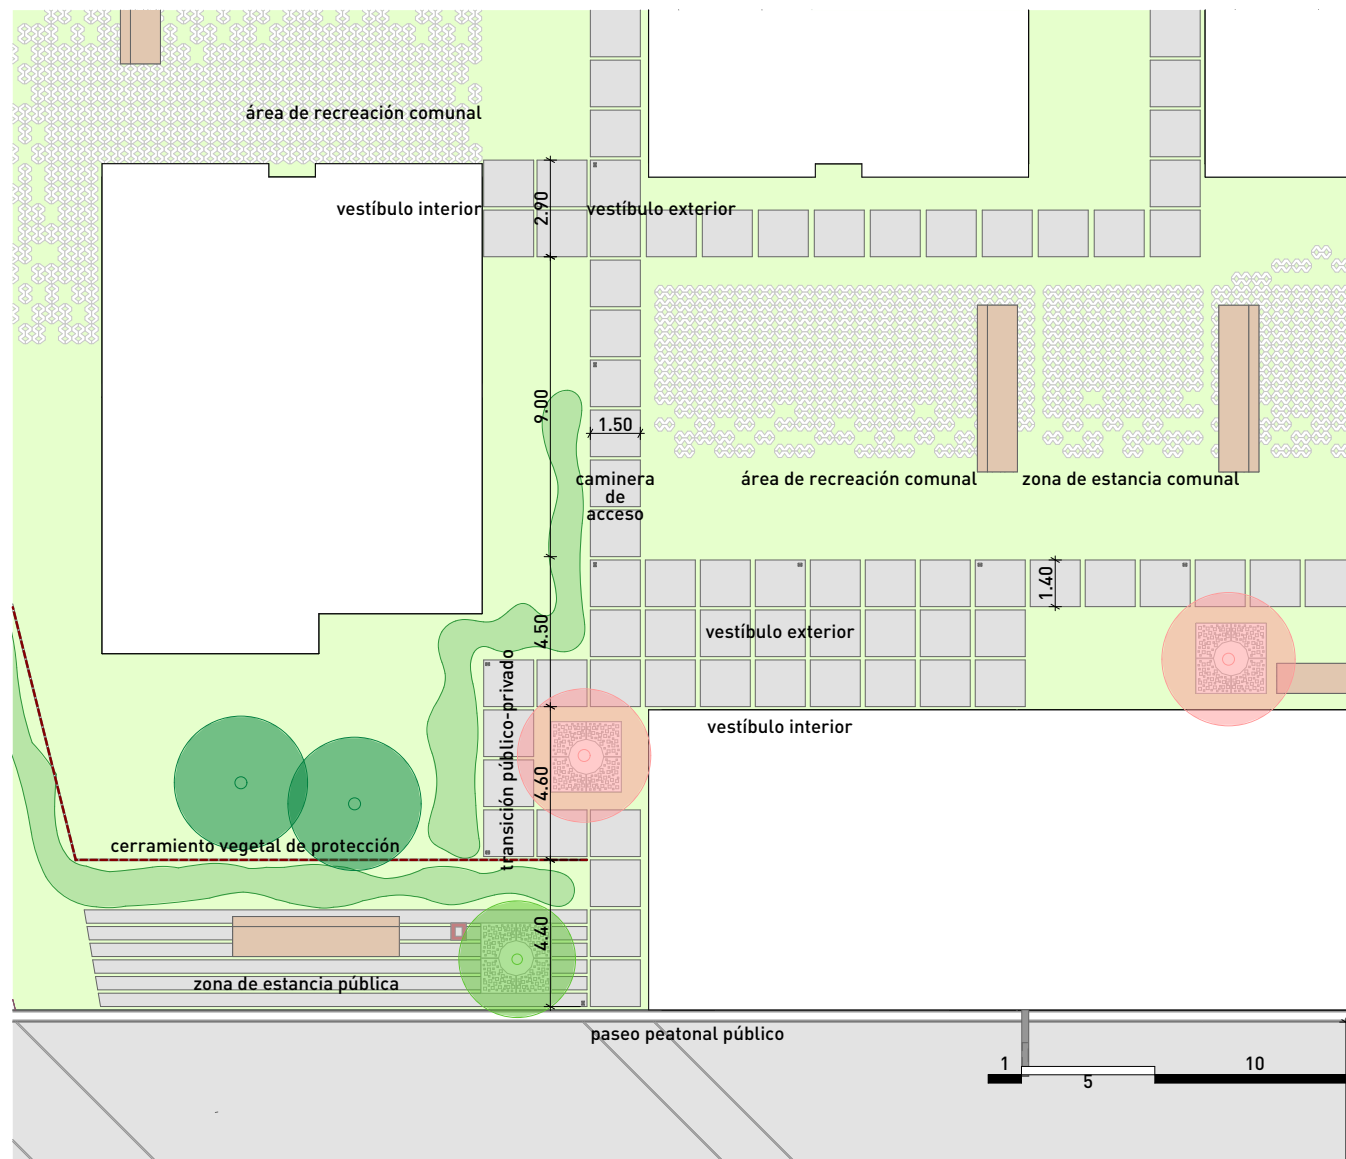 área de recreación comunal
vestíbulo interior
2.90
vestíbulo exterior
9.00
1.50
caminera
de
acceso
área de recreación comunal
zona de estancia comunal
1.40
4.50
vestíbulo exterior
transición público-privado
vestíbulo interior
4.60
cerramiento vegetal de protección
4.40
zona de estancia pública
paseo peatonal público
1
5
10